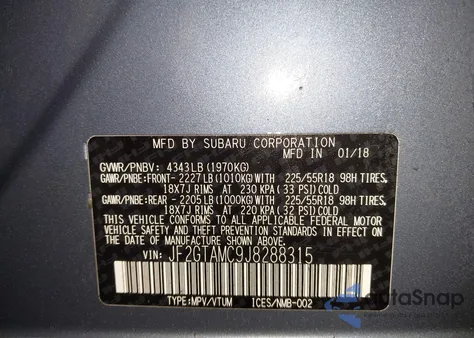 MFD. BY SUBARU CORPORATION
MADE IN 01/18
GVWR/PNBV: 4343LB (1970KG)
GAWR/PNBE:FRONT- 2227LB(1010KG)WITH 225/55R18 98H TIRES,
18X7J RIMS AT 230 KPA (33 PSI)COLD
GAWR/PNBE:REAR - 2205LB(1000KG)WITH 225/55R18 98H TIRES,
18X7J RIMS AT 220 KPA (32 PSI)COLD
THIS VEHICLE CONFORMS TO ALL APPLICABLE FEDERAL MOTOR
VEHICLE SAFETY AND THEFT PREVENTION STANDARDS IN EFFECT
ON THE DATE OF MANUFACTURE SHOWN ABOVE.
VIN: JF2GTAMC9J8288315
TYPE:MPV/VTUM ICES/NMB-002
AutoSnap